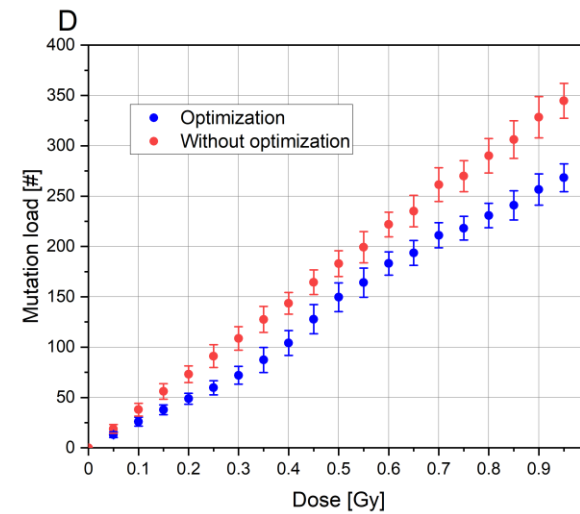 D
400
350
300
250
200
150
100
50
0
Mutation load [#]
Optimization
Without optimization
0 0.1 0.2 0.3 0.4 0.5 0.6 0.7 0.8 0.9
Dose [Gy]